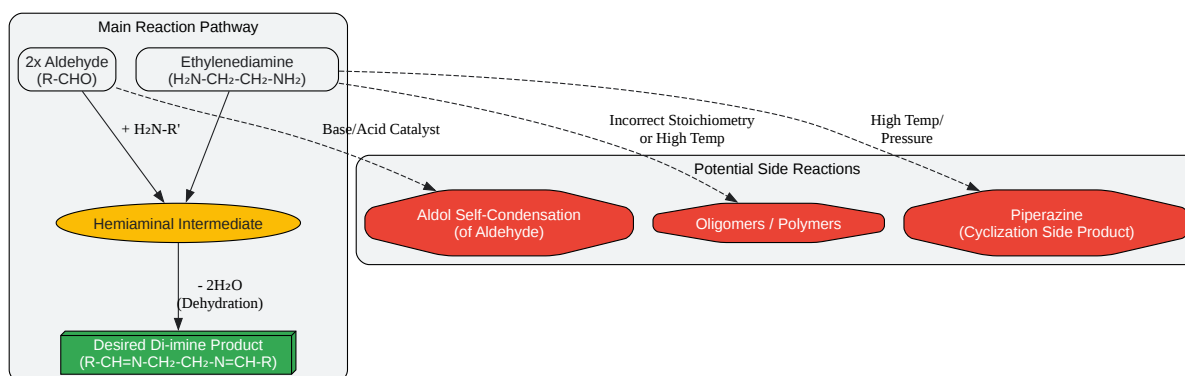 Main Reaction Pathway
2x Aldehyde
(R-CHO)
Ethylenediamine
(H₂N-CH₂-CH₂-NH₂)
+ H₂N-R'
Base/Acid Catalyst
Incorrect Stoichiometry
or High Temp
High Temp/
Pressure
Potential Side Reactions
Hemiaminal Intermediate
Aldol Self-Condensation
(of Aldehyde)
Oligomers / Polymers
Piperazine
(Cyclization Side Product)
- 2H₂O
(Dehydration)
Desired Di-imine Product
(R-CH=N-CH₂-CH₂-N=CH-R)